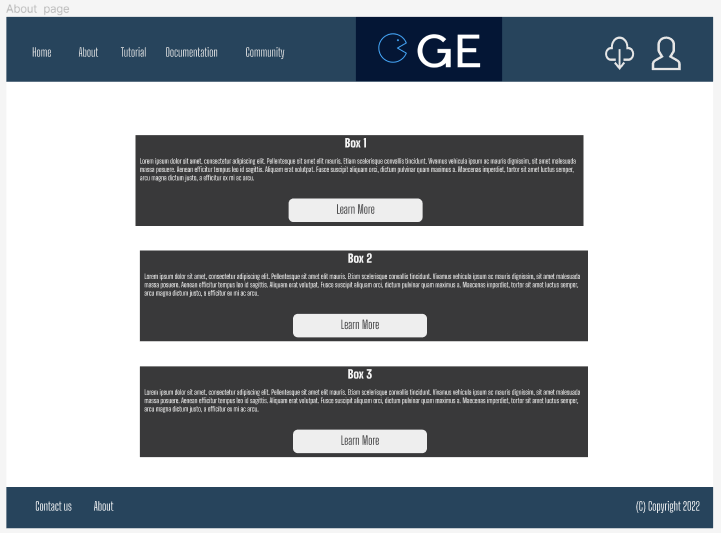 About page
Home About Tutorial Documentation Community
GE
Box 1
Lorem ipsum dolor sit amet, consectetur adipiscing elit. Pellentesque sit amet elit mauris. Etiam scelerisque convallis tincidunt. Vivamus vehicula ipsum ac mauris dignissim, sit amet malesuada
massa posuere. Aenean efficitur tempus leo id sagittis. Aliquam erat volutpat. Fusce suscipit aliquam orci, dictum pulvinar quam maximus a. Maecenas imperdiet, tortor sit amet luctus semper,
arcu magna dictum justo, a efficitur ex mi ac arcu.
Learn More
Box 2
Lorem ipsum dolor sit amet, consectetur adipiscing elit. Pellentesque sit amet elit mauris. Etiam scelerisque convallis tincidunt. Vivamus vehicula ipsum ac mauris dignissim, sit amet malesuada
massa posuere. Aenean efficitur tempus leo id sagittis. Aliquam erat volutpat. Fusce suscipit aliquam orci, dictum pulvinar quam maximus a. Maecenas imperdiet, tortor sit amet luctus semper,
arcu magna dictum justo, a efficitur ex mi ac arcu.
Learn More
Box 3
Lorem ipsum dolor sit amet, consectetur adipiscing elit. Pellentesque sit amet elit mauris. Etiam scelerisque convallis tincidunt. Vivamus vehicula ipsum ac mauris dignissim, sit amet malesuada
massa posuere. Aenean efficitur tempus leo id sagittis. Aliquam erat volutpat. Fusce suscipit aliquam orci, dictum pulvinar quam maximus a. Maecenas imperdiet, tortor sit amet luctus semper,
arcu magna dictum justo, a efficitur ex mi ac arcu.
Learn More
Contact us About (C) Copyright 2022